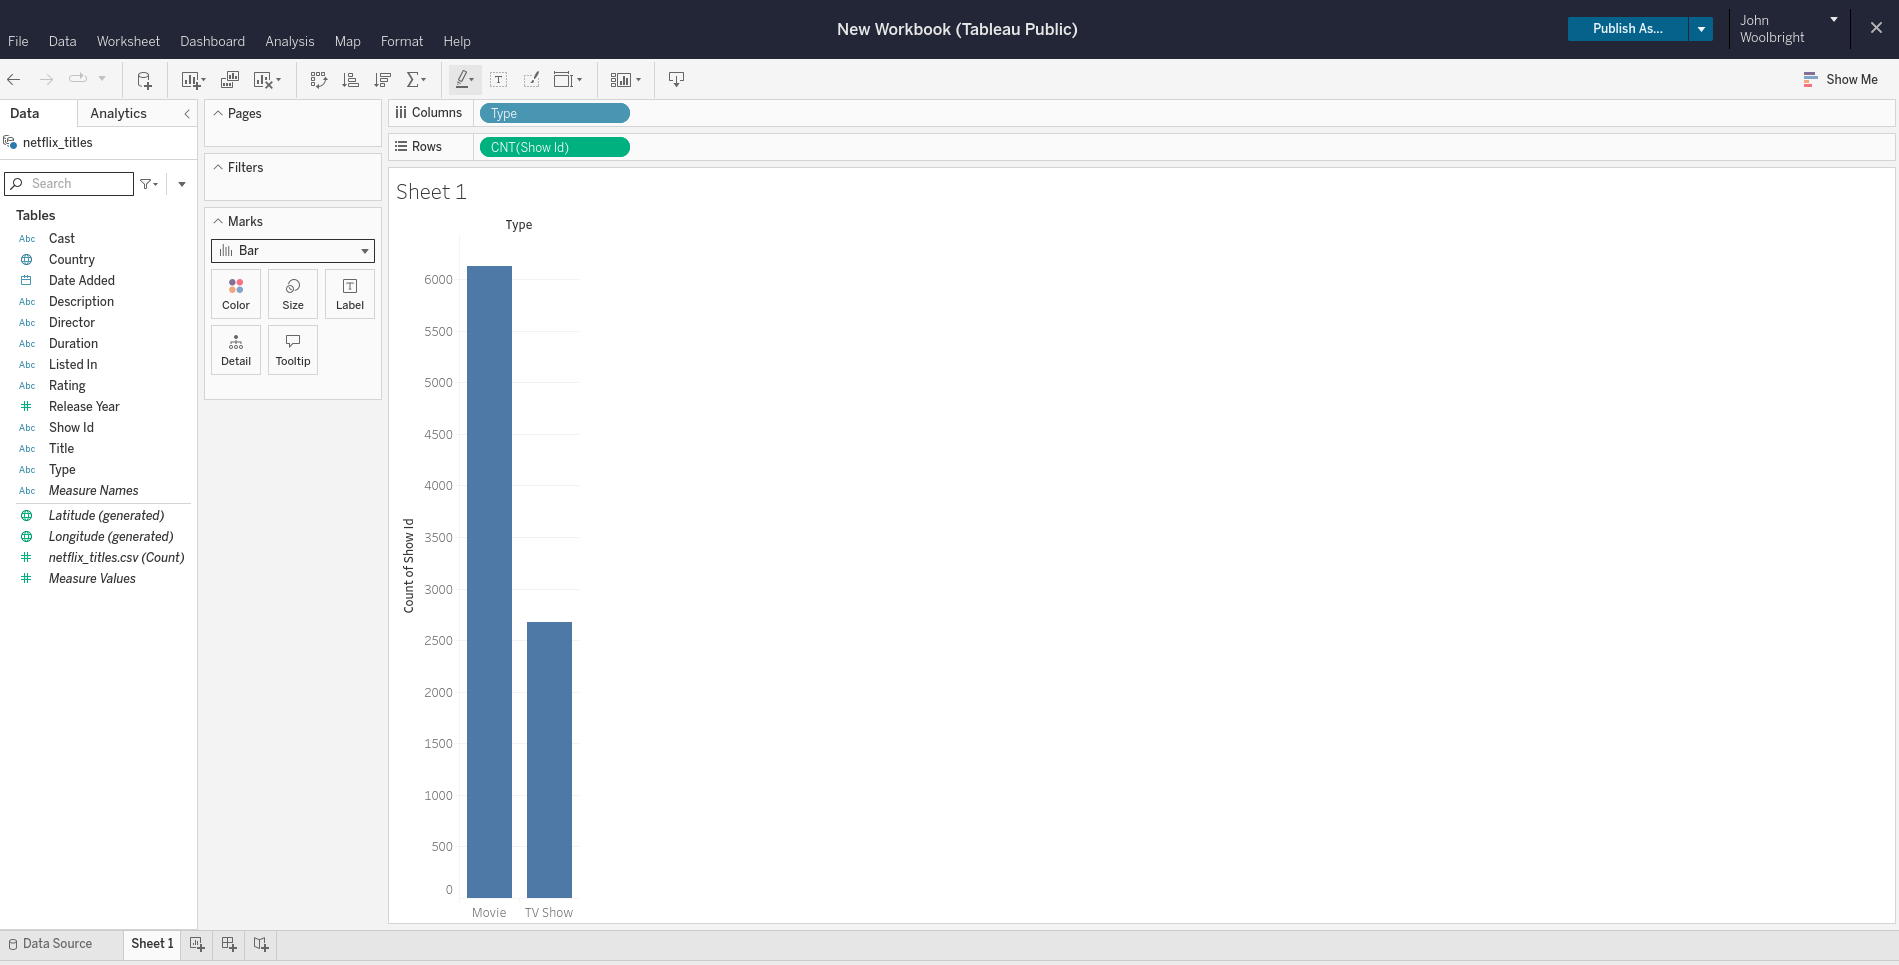 New Workbook (Tableau Public)
Publish As...
John
Woolbright
File Data Worksheet Dashboard Analysis Map Format Help
Show Me
Data Analytics
netflix_titles
Search
Tables
Abc Cast
Country
Date Added
Abc Description
Abc Director
Abc Duration
Abc Listed In
Abc Rating
Release Year
Abc Show Id
Abc Title
Abc Type
Abc Measure Names
Latitude (generated)
Longitude (generated)
netflix_titles.csv (Count)
Measure Values
Pages
Filters
Marks
Bar
Color Size Label
Detail Tooltip
Columns Type
Rows CNT(Show Id)
Sheet 1
Type
6000
5500
5000
4500
4000
3500
3000
2500
2000
1500
1000
500
0
Count of Show Id
Movie TV Show
Data Source Sheet 1